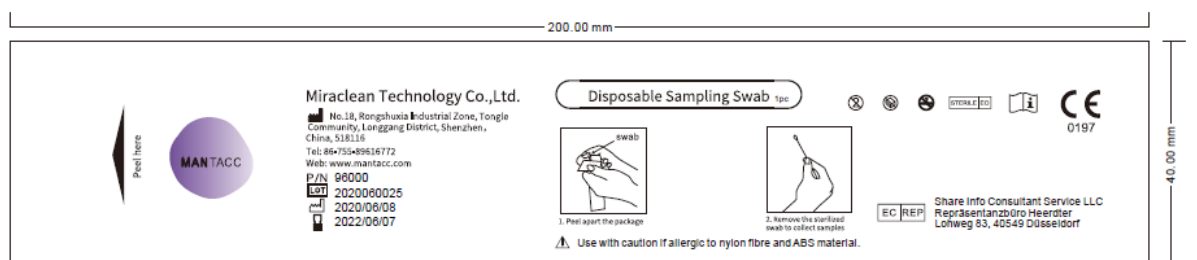 200.00 mm
Peel here
MANTACC
Miraclean Technology Co.,Ltd.
No.18, Rongshuxia Industrial Zone, Tongle
Community, Longgang District, Shenzhen,
China, 518116
Tel: 86-755-89616772
Web: www.mantacc.com
P/N 96000
LOT 2020060025
2020/06/08
2022/06/07
Disposable Sampling Swab 1pc
swab
1. Peel apart the package
2. Remove the sterilized
swab to collect samples
Use with caution if allergic to nylon fibre and ABS material.
2
STERILE EO
i
CE
0197
EC REP
Share Info Consultant Service LLC
Repräsentanzbüro Heerdter
Lohweg 83, 40549 Düsseldorf
40.00 mm